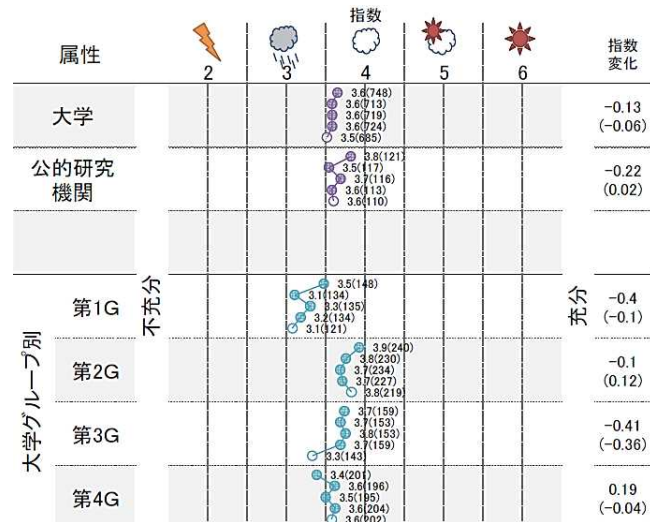 指数
属性
2 3 4 5 6
指数
変化
大学
3.6(748)
3.6(713)
3.6(719)
3.6(724)
3.5(685)
-0.13
(-0.06)
公的研究
機関
3.8(121)
3.5(117)
3.7(116)
3.6(113)
3.6(110)
-0.22
(0.02)
不充分
充分
大学グループ別
第1G
3.5(148)
3.1(134)
3.3(135)
3.2(134)
3.1(121)
-0.4
(-0.1)
第2G
3.9(240)
3.8(230)
3.7(234)
3.7(227)
3.8(219)
-0.1
(0.12)
第3G
3.7(159)
3.7(153)
3.8(153)
3.7(159)
3.3(143)
-0.41
(-0.36)
第4G
3.4(201)
3.6(196)
3.5(195)
3.6(204)
3.6(202)
0.19
(-0.04)